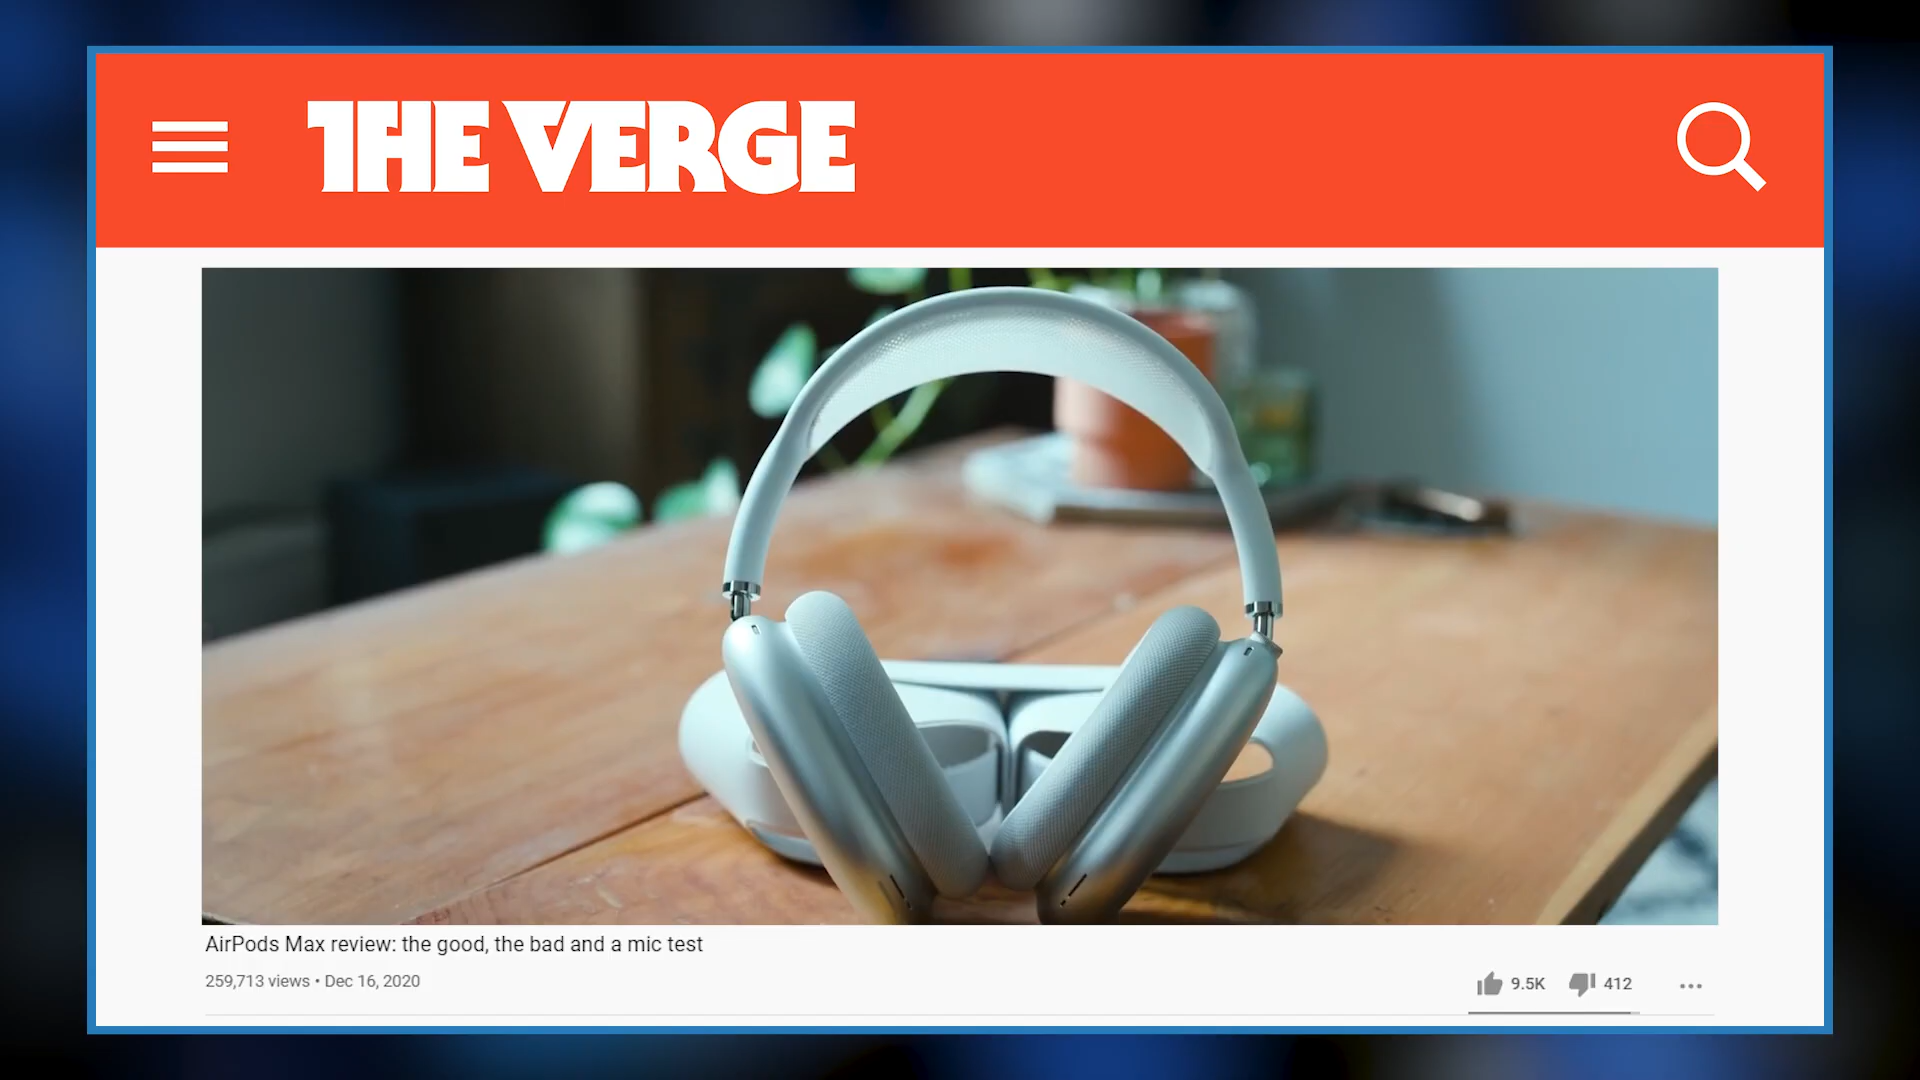 THE VERGE
AirPods Max review: the good, the bad and a mic test
259,713 views • Dec 16, 2020
9.5K 412